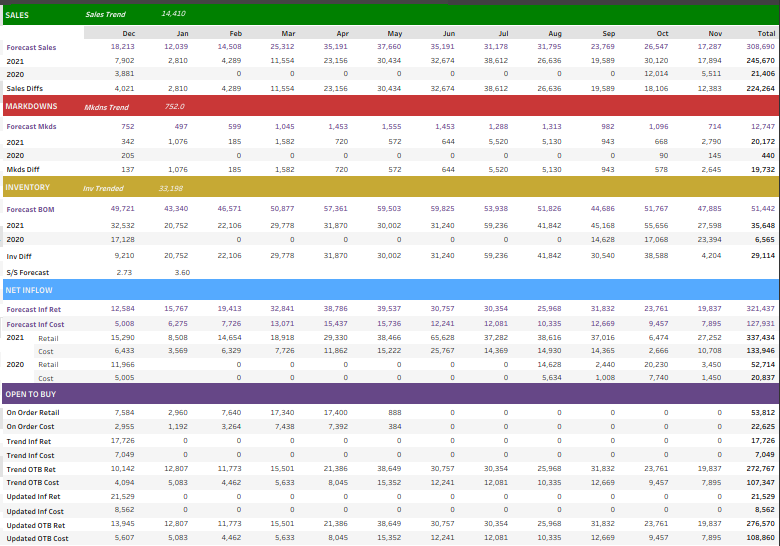 SALES Sales Trend 14,410
Dec Jan Feb Mar Apr May Jun Jul Aug Sep Oct Nov Total
Forecast Sales 18,213 12,039 14,508 25,312 35,191 37,660 35,191 31,178 31,795 23,769 26,547 17,287 308,690
2021 7,902 2,810 4,289 11,554 23,156 30,434 32,674 38,612 26,636 19,589 30,120 17,894 245,670
2020 3,881 0 0 0 0 0 0 0 0 12,014 5,511 21,406
Sales Diffs 4,021 2,810 4,289 11,554 23,156 30,434 32,674 38,612 26,636 19,589 18,106 12,383 224,264
MARKDOWNS Mkdns Trend 752.0
Forecast Mkds 752 497 599 1,045 1,453 1,555 1,453 1,288 1,313 982 1,096 714 12,747
2021 342 1,076 185 1,582 720 572 644 5,520 1,130 943 668 2,790 20,172
2020 205 0 0 0 0 0 0 0 0 90 145 440
Mkds Diff 137 1,076 185 1,582 720 572 644 5,520 5,130 943 578 2,645 19,732
INVENTORY Inv Trended 33,198
Forecast BOM 49,721 43,340 46,571 50,877 57,361 59,503 59,825 53,938 51,826 44,686 51,767 47,885 51,442
2021 32,532 20,752 22,106 29,778 31,870 30,002 31,240 59,236 41,842 45,168 55,656 27,598 35,648
2020 17,128 0 0 0 0 0 0 0 14,628 17,068 23,394 6,565
Inv Diff 9,210 20,752 22,106 29,778 31,870 30,002 31,240 59,236 41,842 30,540 38,588 4,204 29,114
S/S Forecast 2.73 3.60
NET INFLOW
Forecast Inf Ret 12,584 15,767 19,413 32,841 38,786 39,537 30,757 30,354 25,968 31,832 23,761 19,837 321,437
Forecast Inf Cost 5,008 6,275 7,726 13,071 15,437 15,736 12,241 12,081 10,335 12,669 9,457 7,895 127,931
2021 Retail 15,290 8,508 14,654 18,918 29,330 38,466 65,628 37,282 38,616 37,016 6,474 27,252 337,434
Cost 6,433 3,569 6,329 7,726 11,862 15,222 25,767 14,369 14,930 14,365 2,666 10,708 133,946
2020 Retail 11,966 0 0 0 0 0 0 14,628 2,440 20,230 3,450 52,714
Cost 5,005 0 0 0 0 0 0 5,634 1,008 7,740 1,450 20,837
OPEN TO BUY
On Order Retail 7,584 2,960 7,640 17,340 17,400 888 0 0 0 0 0 0 53,812
On Order Cost 2,955 1,192 3,264 7,438 7,392 384 0 0 0 0 0 0 22,625
Trend Inf Ret 17,726 0 0 0 0 0 0 0 0 0 0 0 17,726
Trend Inf Cost 7,049 0 0 0 0 0 0 0 0 0 0 0 7,049
Trend OTB Ret 10,142 12,807 11,773 15,501 21,386 38,649 30,757 30,354 25,968 31,832 23,761 19,837 272,767
Trend OTB Cost 4,094 5,083 4,462 5,633 8,045 15,352 12,241 12,081 10,335 12,669 9,457 7,895 107,347
Updated Inf Ret 21,529 0 0 0 0 0 0 0 0 0 0 0 21,529
Updated Inf Cost 8,562 0 0 0 0 0 0 0 0 0 0 0 8,562
Updated OTB Ret 13,945 12,807 11,773 15,501 21,386 38,649 30,757 30,354 25,968 31,832 23,761 19,837 276,570
Updated OTB Cost 5,607 5,083 4,462 5,633 8,045 15,352 12,241 12,081 10,335 12,669 9,457 7,895 108,860